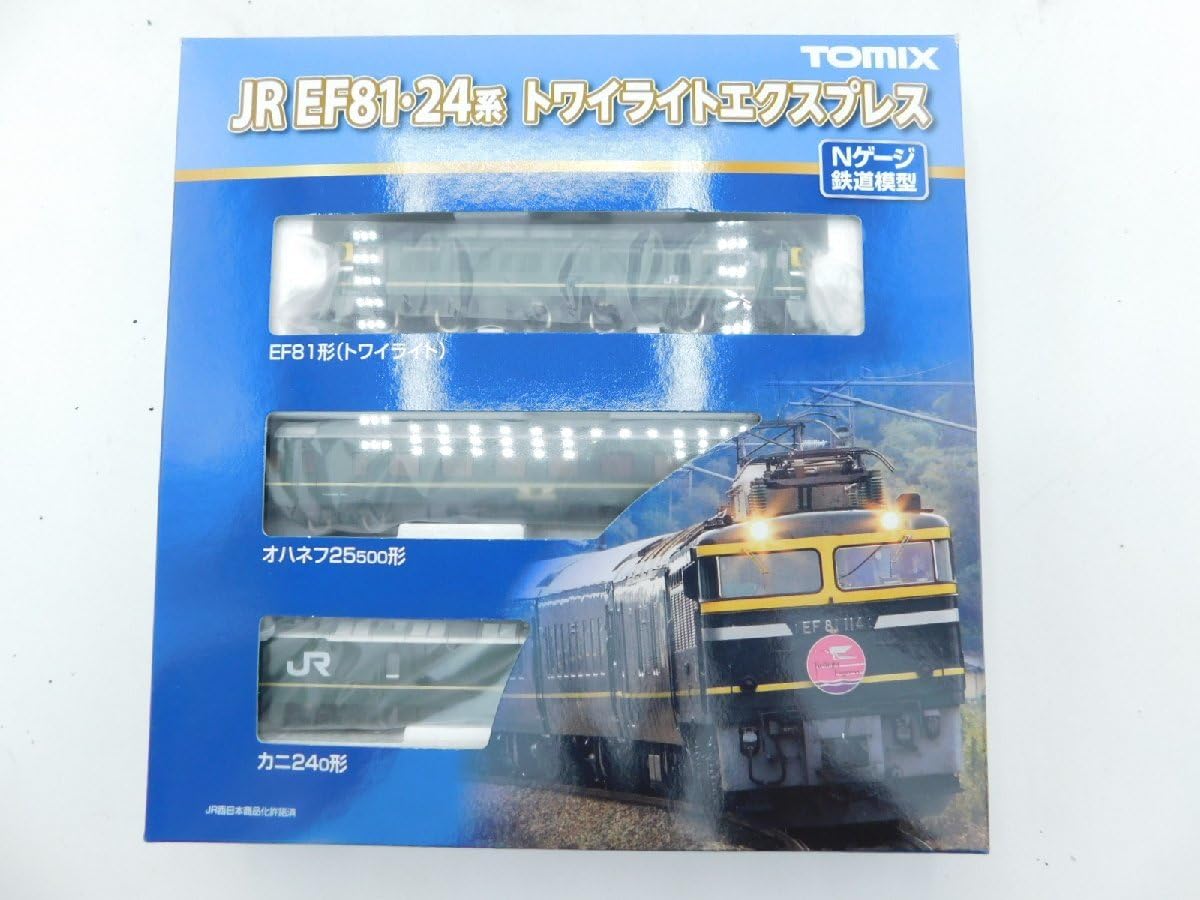 TOMIX
JR EF81・24系 トワイライトエクスプレス
Nゲージ
鉄道模型
JR
EF81形(トワイライト)
オハネフ25500形
EF81 114
JR
カニ240形
JR西日本商品化許諾済